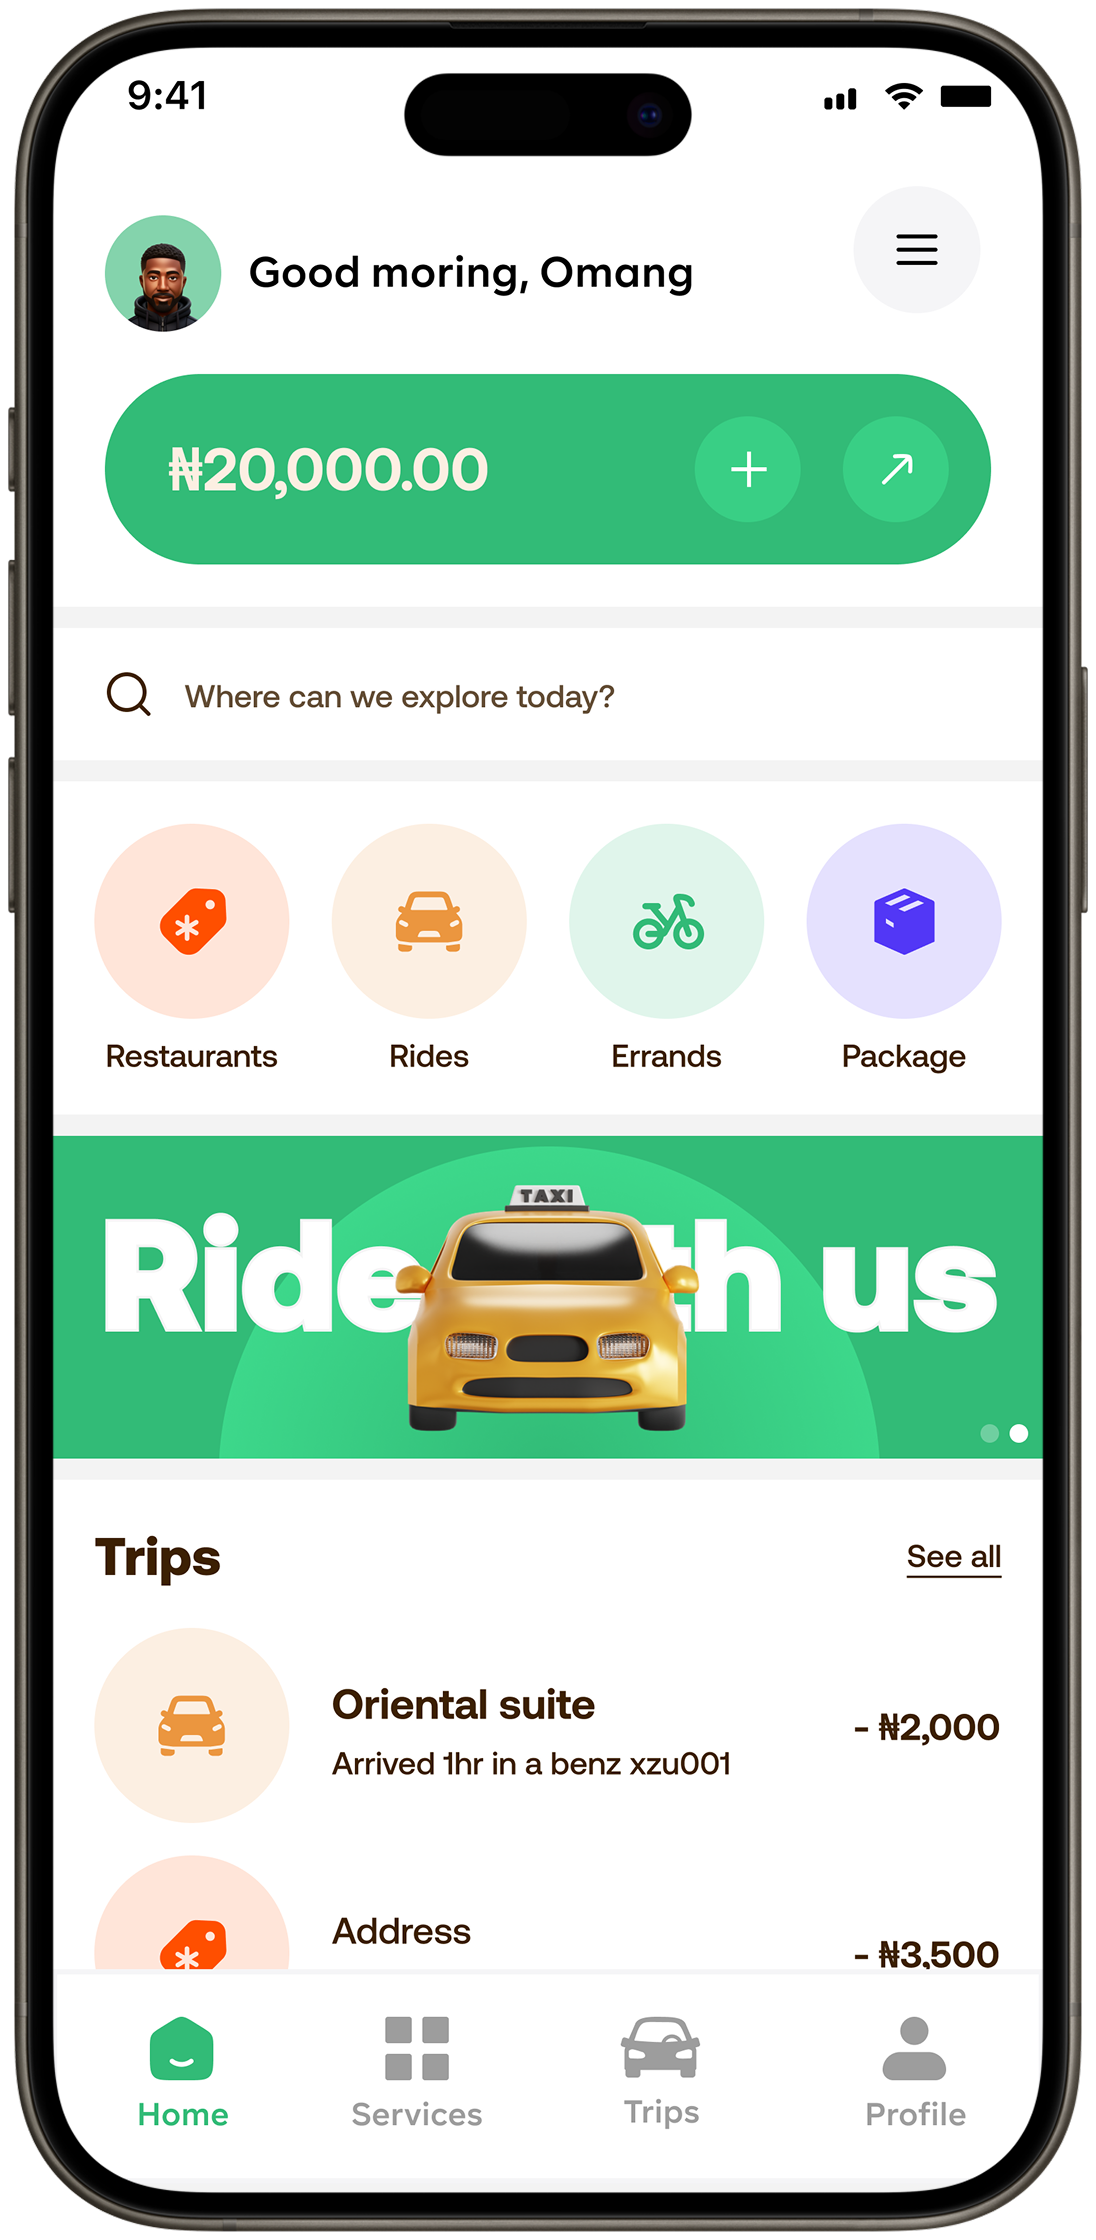 9:41
Good moring, Omang
₦20,000.00
Where can we explore today?
Restaurants Rides Errands Package
TAXI
Ride th us
Trips See all
Oriental suite
- ₦2,000
Arrived 1hr in a benz xzu001
Address
- ₦3,500
Home Services Trips Profile